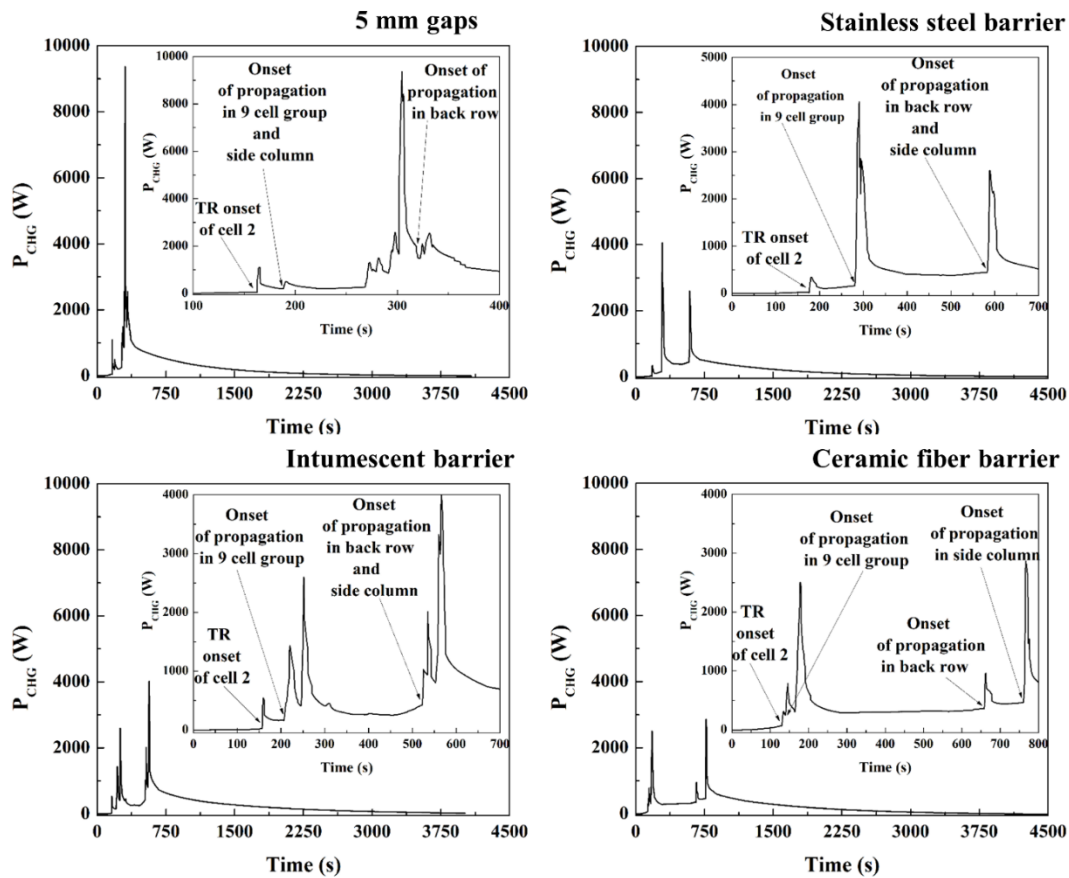 5 mm gaps
10000
8000
6000
4000
2000
0
P_CHG (W)
0 750 1500 2250 3000 3750 4500
Time (s)
10000
8000
6000
4000
2000
0
P_CHG (W)
100 200 300 400
Time (s)
Onset
of propagation
in 9 cell group
and
side column
Onset of
propagation
in back row
TR onset
of cell 2
Stainless steel barrier
10000
8000
6000
4000
2000
0
P_CHG (W)
0 750 1500 2250 3000 3750 4500
Time (s)
5000
4000
3000
2000
1000
0
P_CHG (W)
0 100 200 300 400 500 600 700
Time (s)
Onset
of propagation
in 9 cell group
Onset
of propagation
in back row
and
side column
TR onset
of cell 2
Intumescent barrier
10000
8000
6000
4000
2000
0
P_CHG (W)
0 750 1500 2250 3000 3750 4500
Time (s)
4000
3000
2000
1000
0
P_CHG (W)
0 100 200 300 400 500 600 700
Time (s)
Onset
of propagation
in 9 cell group
Onset
of propagation
in back row
and
side column
TR
onset
of cell 2
Ceramic fiber barrier
10000
8000
6000
4000
2000
0
P_CHG (W)
0 750 1500 2250 3000 3750 4500
Time (s)
4000
3000
2000
1000
0
P_CHG (W)
0 100 200 300 400 500 600 700 800
Time (s)
Onset
of propagation
in 9 cell group
Onset
of propagation
in side column
TR
onset
of cell 2
Onset
of propagation
in back row